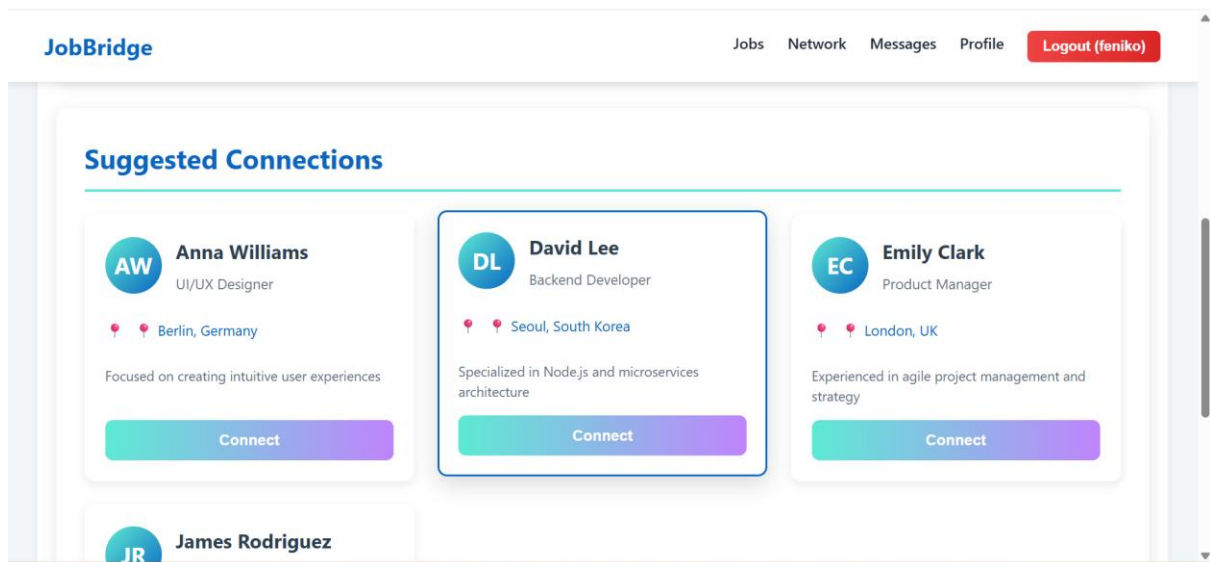 JobBridge
Jobs Network Messages Profile Logout (feniko)
Suggested Connections
AW
Anna Williams
UI/UX Designer
Berlin, Germany
Focused on creating intuitive user experiences
Connect
DL
David Lee
Backend Developer
Seoul, South Korea
Specialized in Node.js and microservices
architecture
Connect
EC
Emily Clark
Product Manager
London, UK
Experienced in agile project management and
strategy
Connect
JR
James Rodriguez